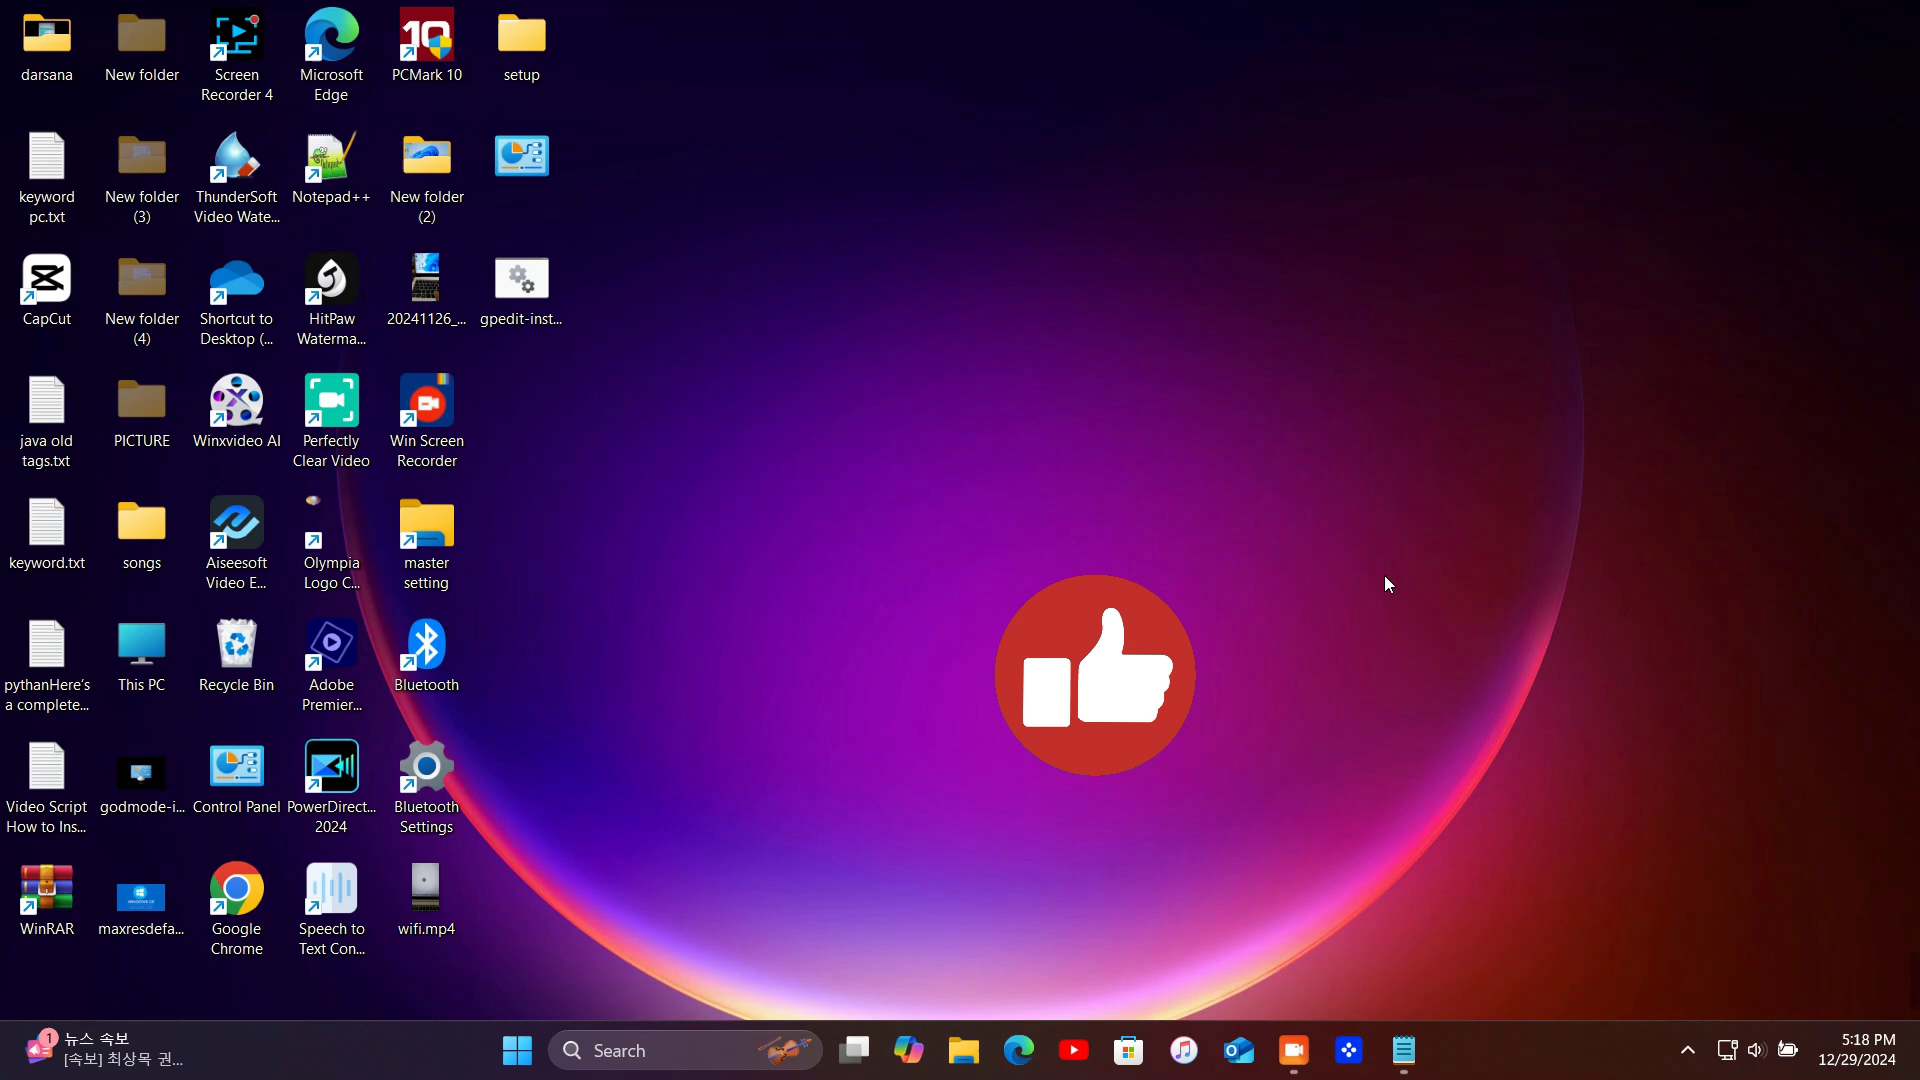 darsana
New folder
Screen
Recorder 4
Microsoft
Edge
10
PCMark 10
setup
keyword
pc.txt
New folder
(3)
ThunderSoft
Video Wate...
Notepad++
New folder
(2)
CapCut
New folder
(4)
Shortcut to
Desktop (...
HitPaw
Waterma...
20241126_...
gpedit-inst...
java old
tags.txt
PICTURE
Winxvideo AI
Perfectly
Clear Video
Win Screen
Recorder
keyword.txt
songs
Aiseesoft
Video E...
Olympia
Logo C...
master
setting
pythanHere's
a complete...
This PC
Recycle Bin
Adobe
Premier...
Bluetooth
Video Script
How to Ins...
godmode-i...
Control Panel
PowerDirect...
2024
Bluetooth
Settings
WinRAR
maxresdefa...
Google
Chrome
Speech to
Text Con...
wifi.mp4
1
뉴스 속보
[속보] 최상목 권...
Search
5:18 PM
12/29/2024